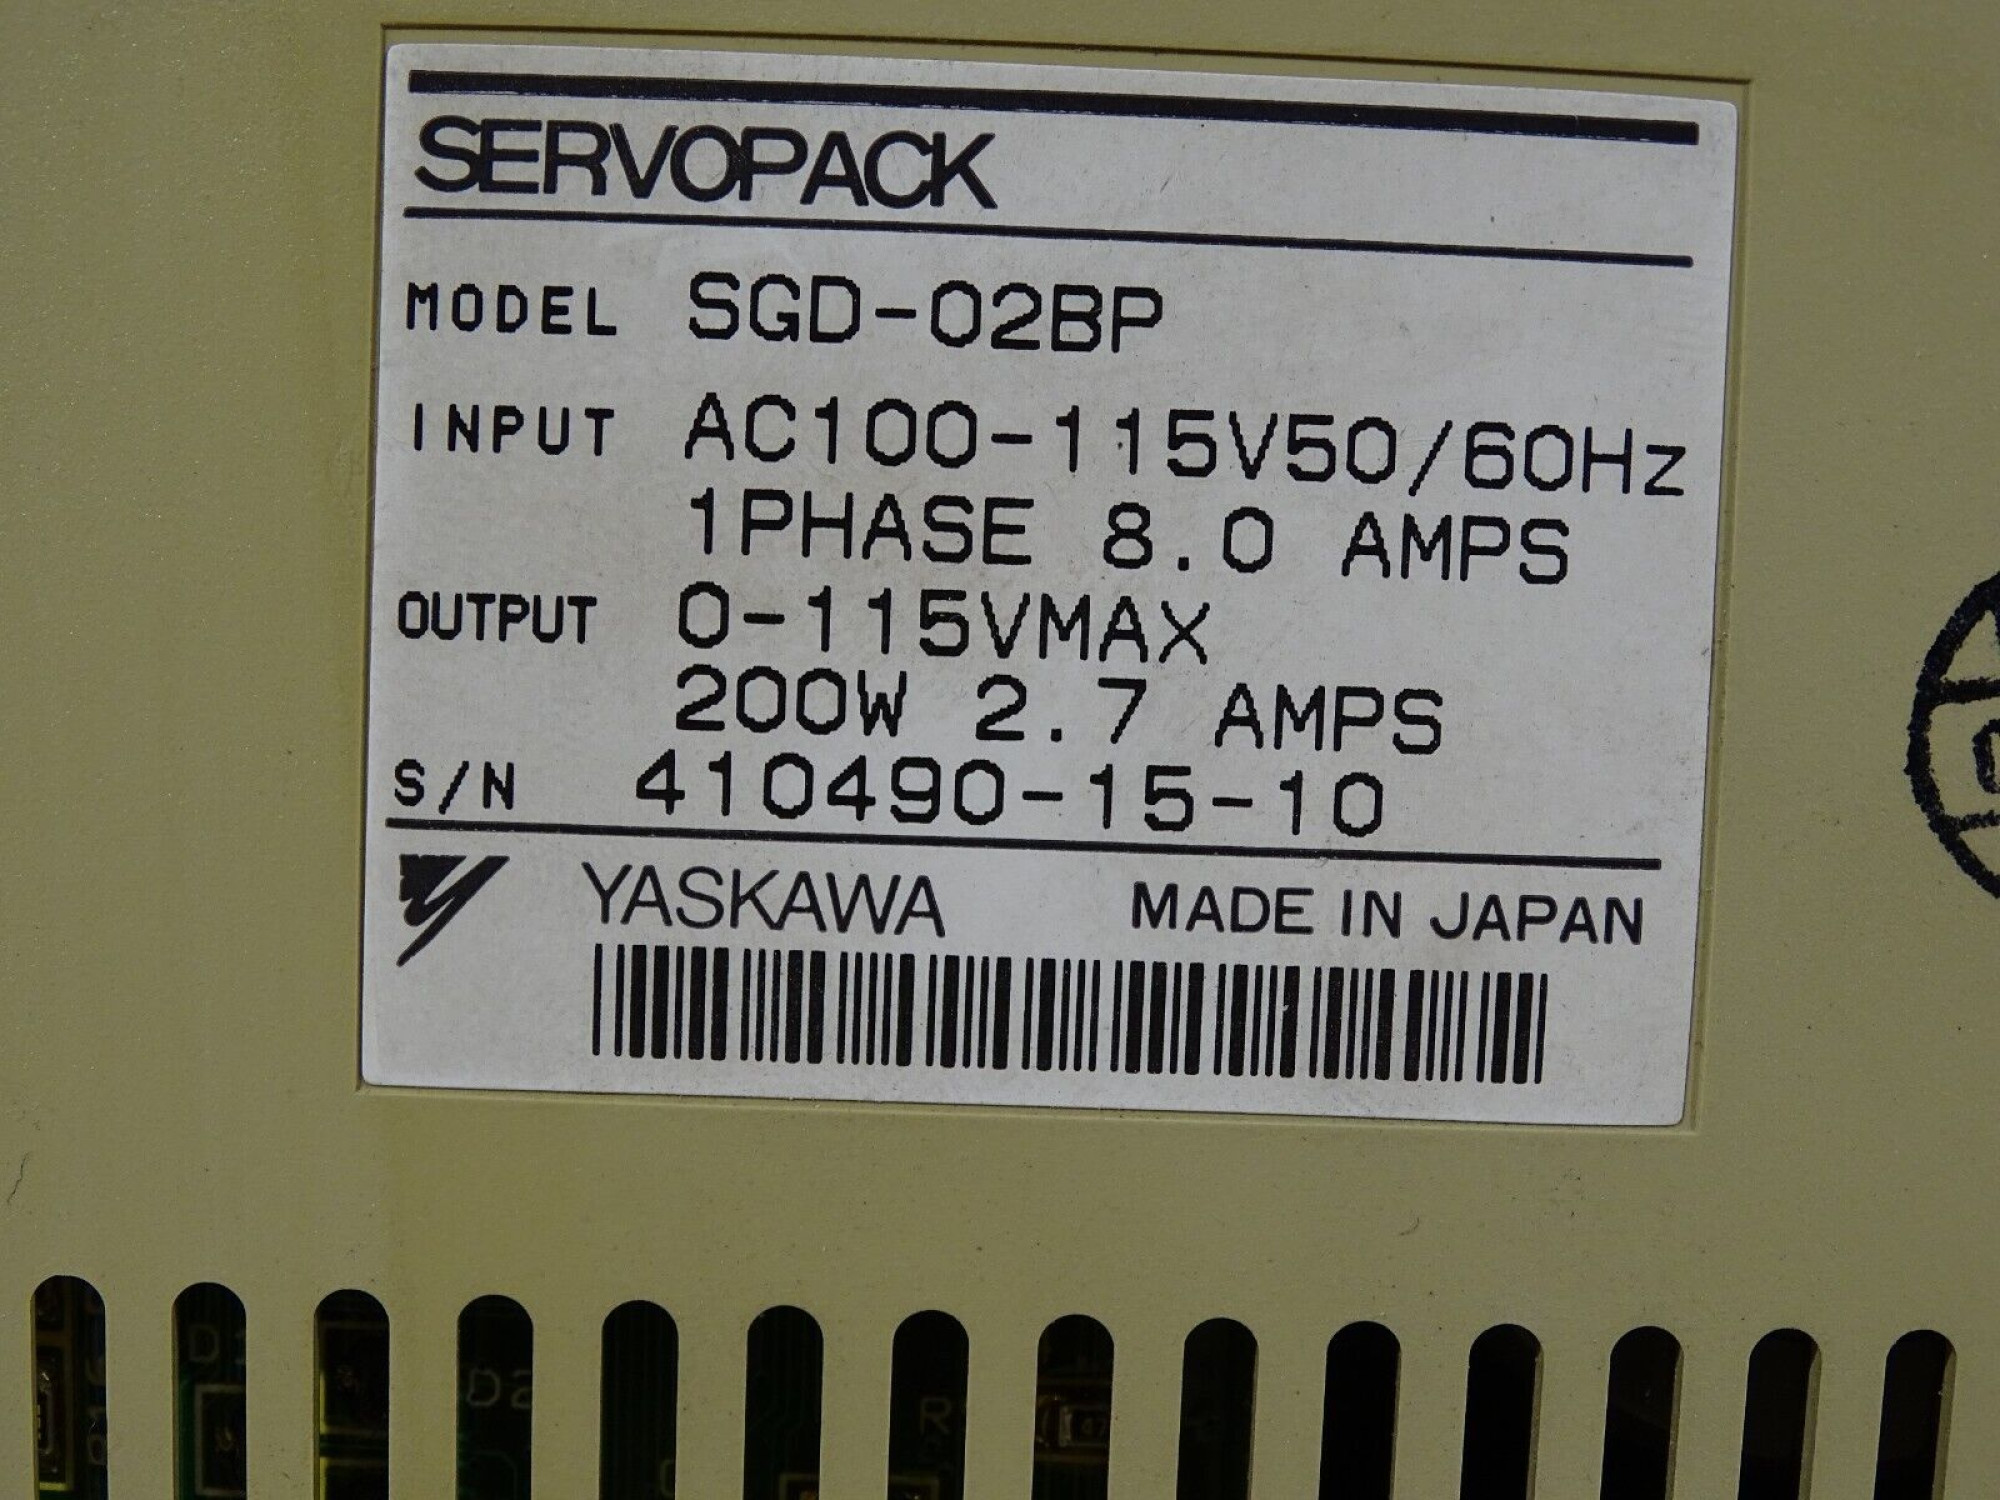 SERVOPACK
MODEL SGD-02BP
INPUT AC100-115V50/60Hz
1PHASE 8.0 AMPS
OUTPUT 0-115VMAX
200W 2.7 AMPS
S/N 410490-15-10
YASKAWA MADE IN JAPAN
D2